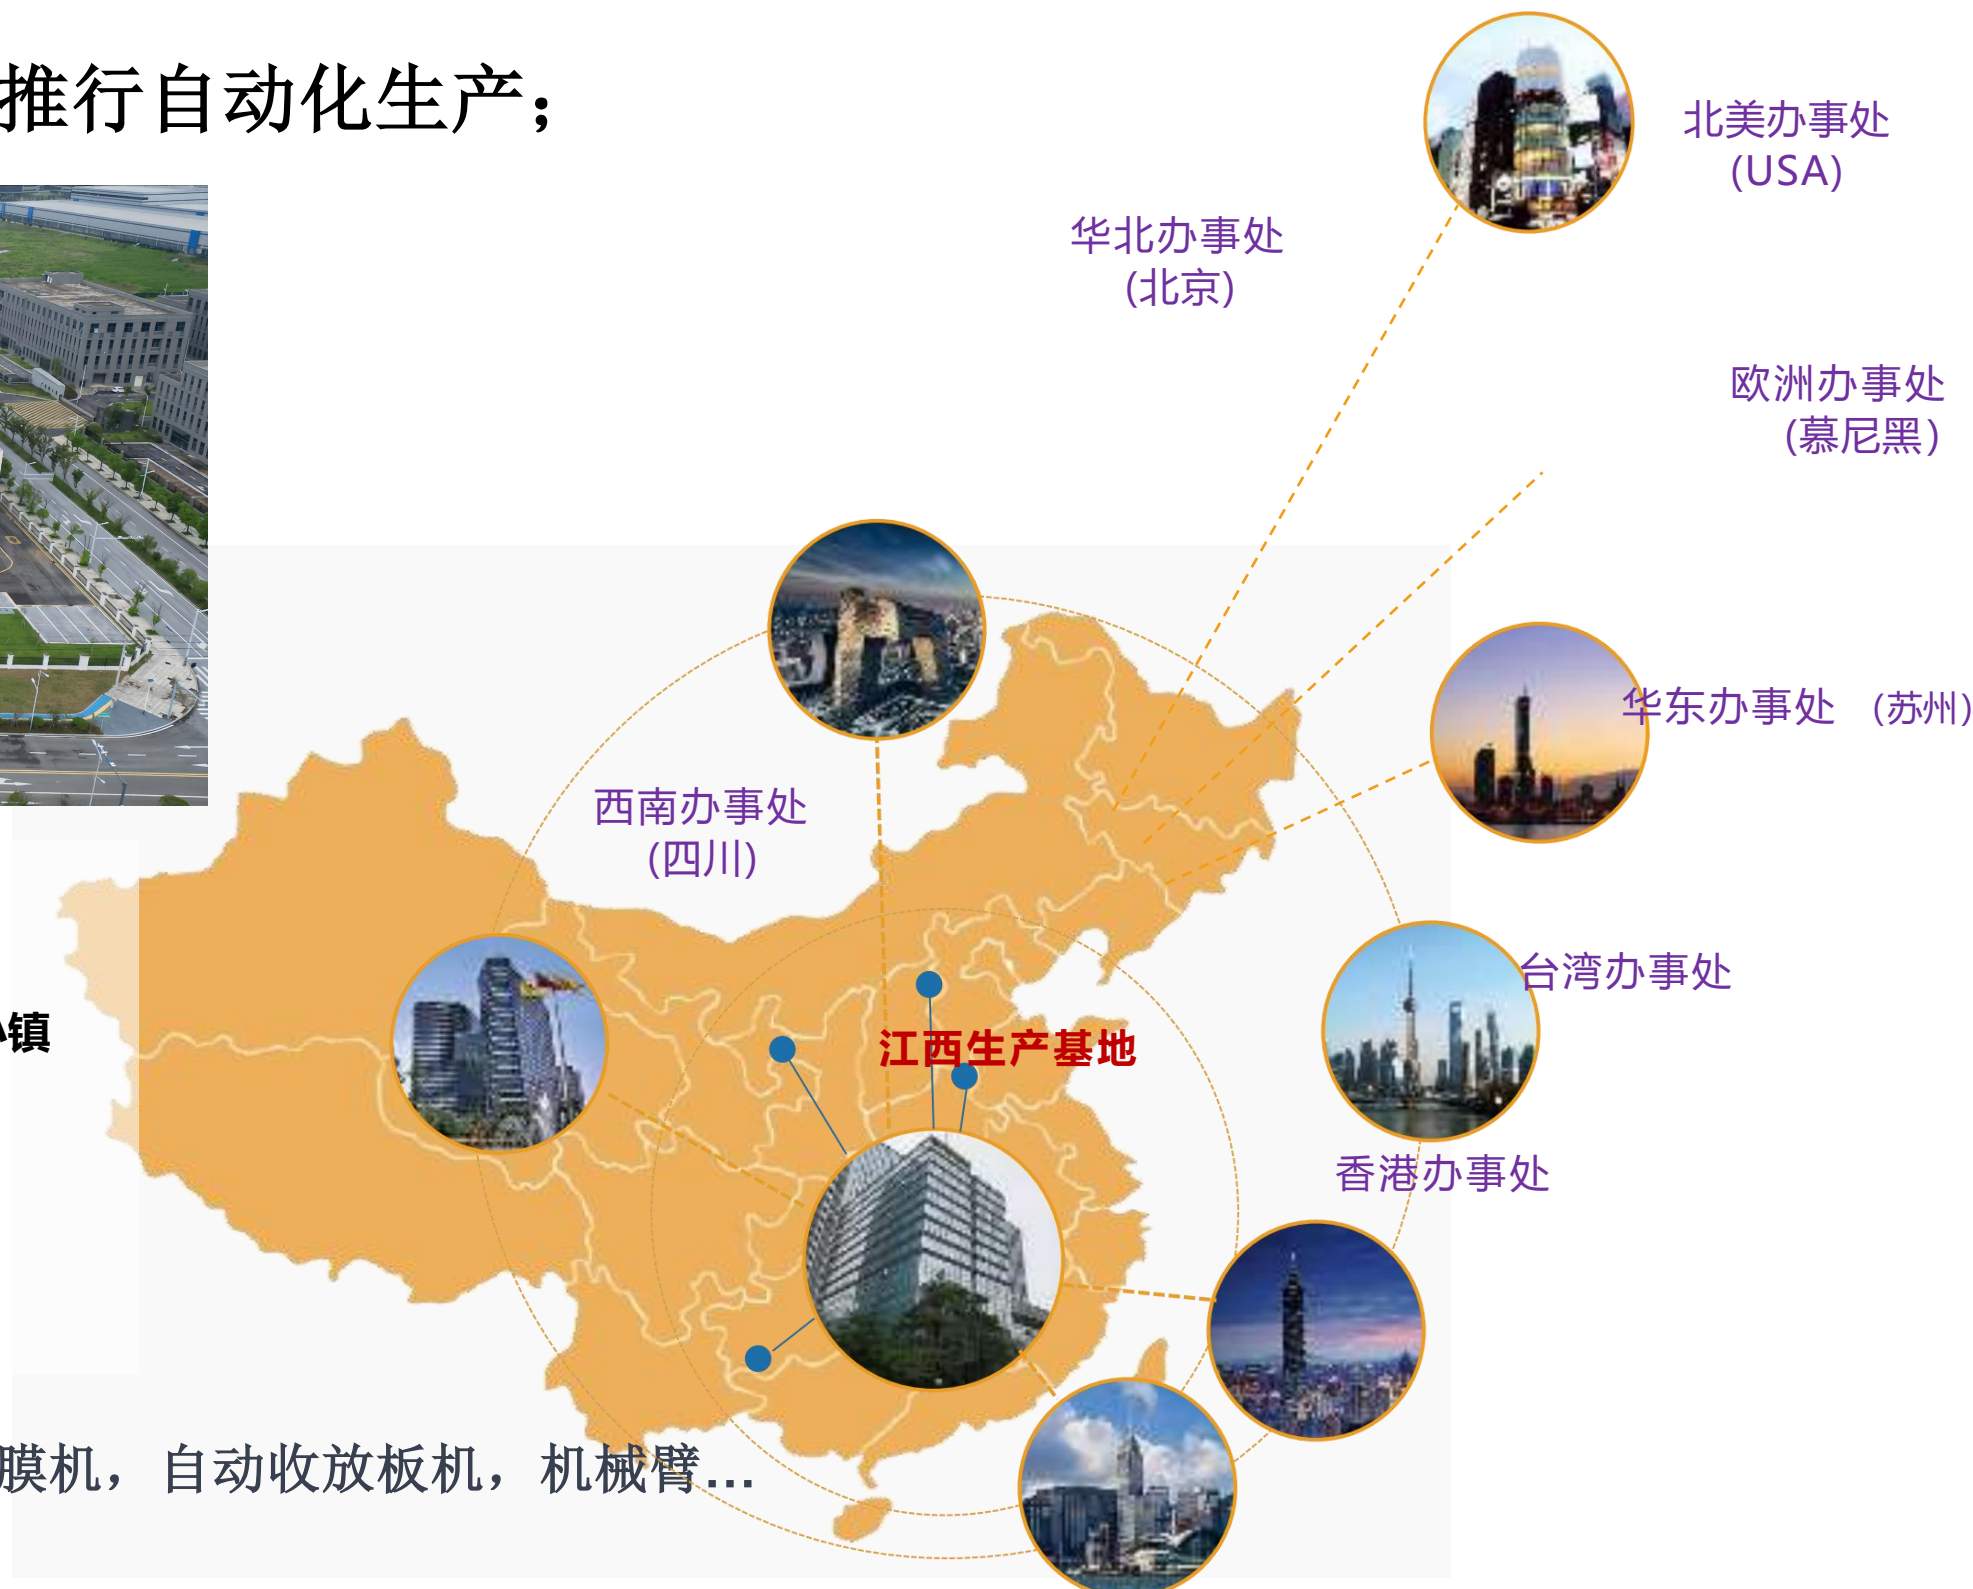 推行自动化生产；
北美办事处
(USA)
华北办事处
(北京)
欧洲办事处
(慕尼黑)
华东办事处 (苏州)
西南办事处
(四川)
台湾办事处
镇
江西生产基地
香港办事处
膜机，自动收放板机，机械臂...